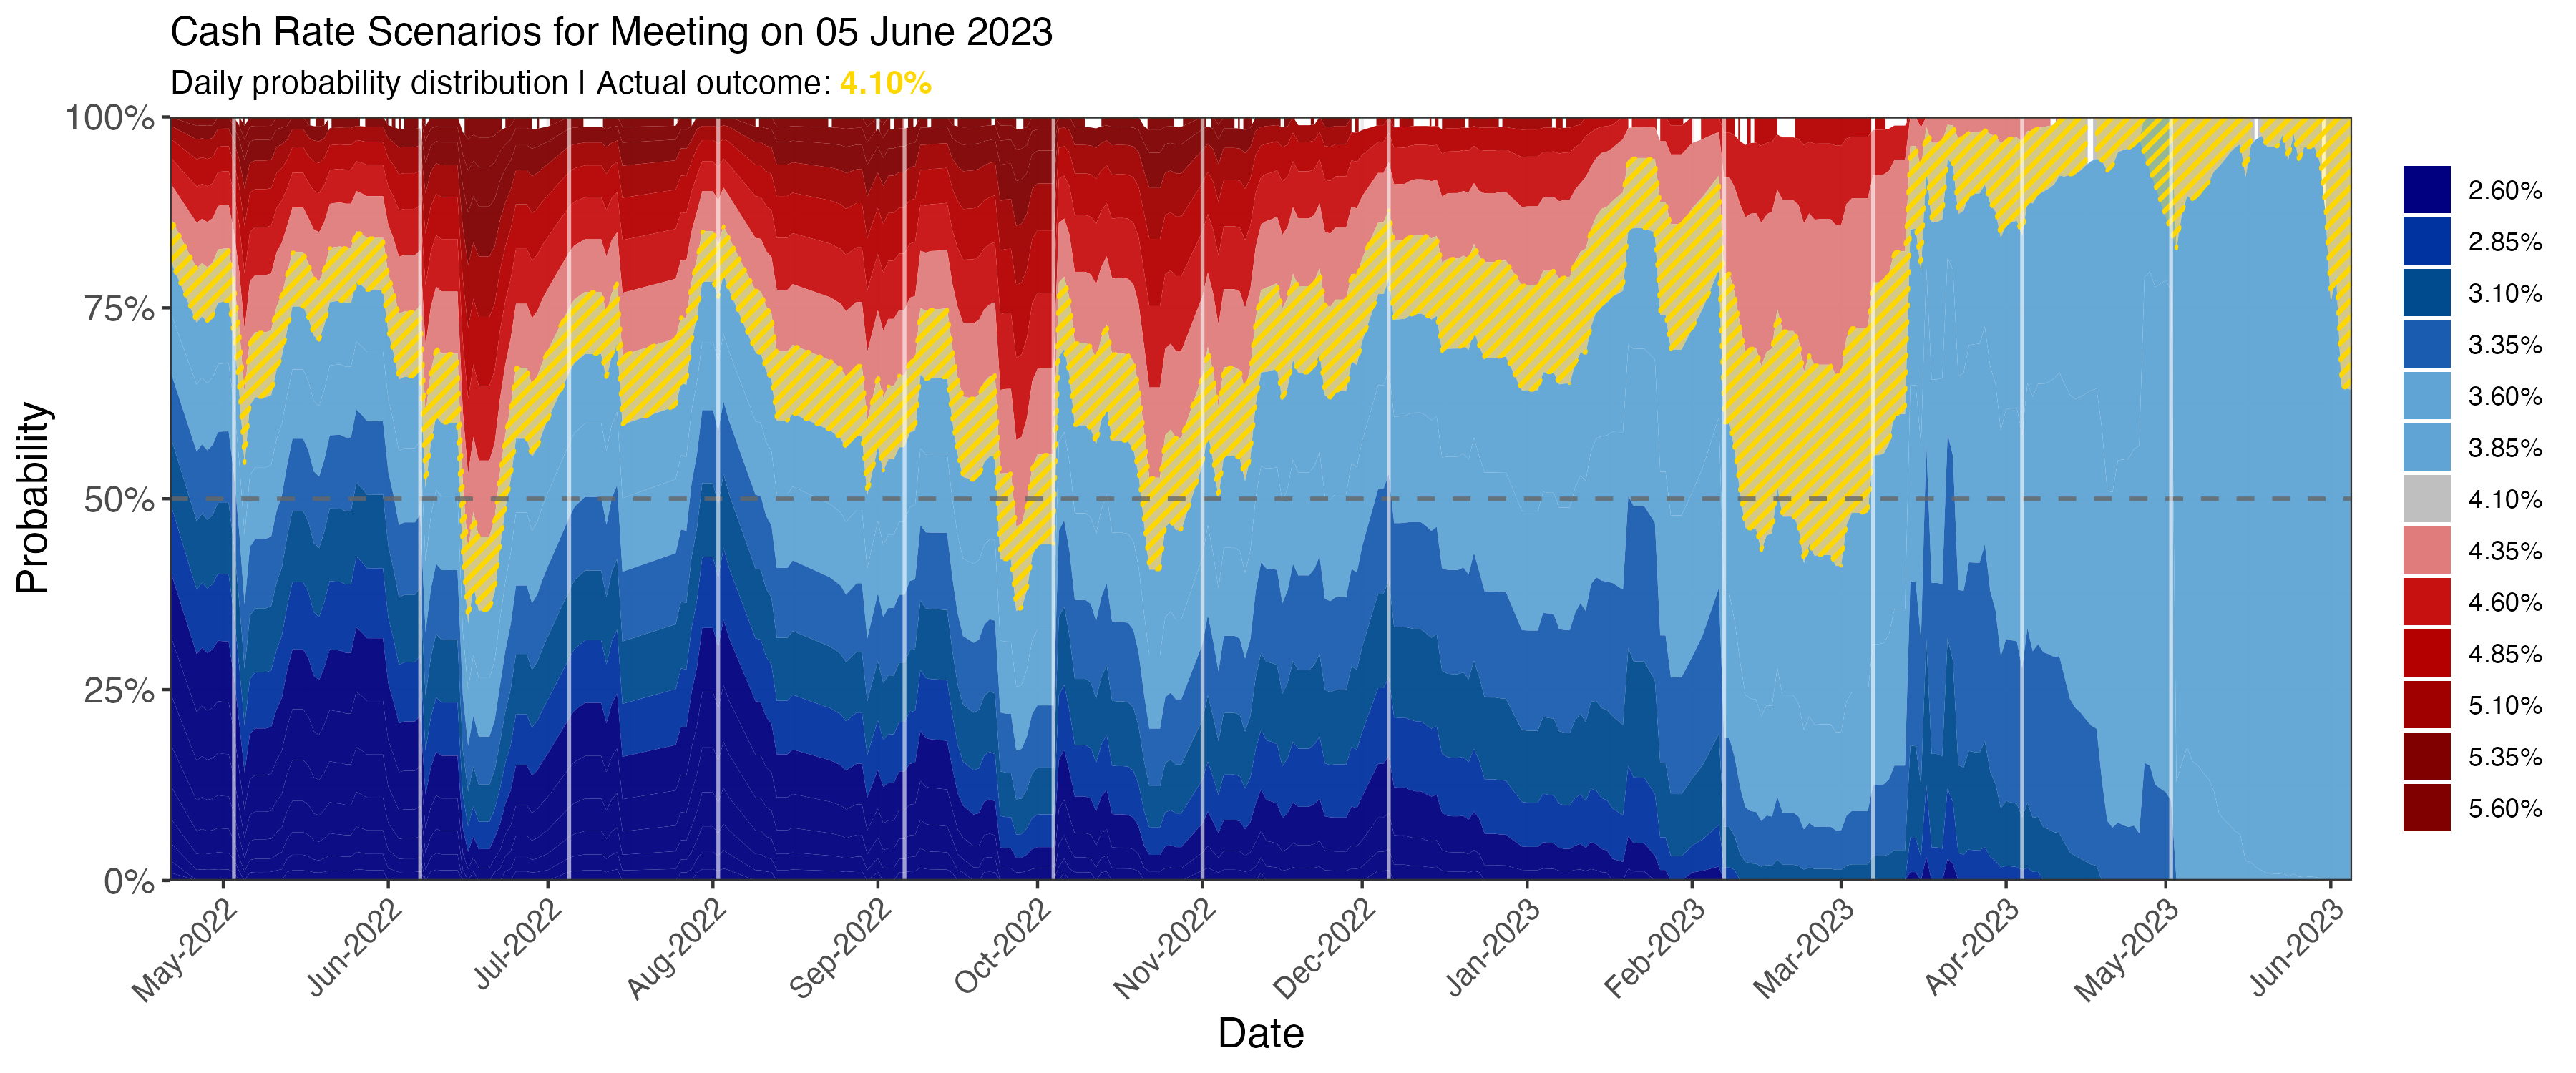 Cash Rate Scenarios for Meeting on 05 June 2023
Daily probability distribution | Actual outcome: 4.10%
Probability
100%
75%
50%
25%
0%
May-2022
Jun-2022
Jul-2022
Aug-2022
Sep-2022
Oct-2022
Nov-2022
Dec-2022
Jan-2023
Feb-2023
Mar-2023
Apr-2023
May-2023
Jun-2023
Date
2.60%
2.85%
3.10%
3.35%
3.60%
3.85%
4.10%
4.35%
4.60%
4.85%
5.10%
5.35%
5.60%